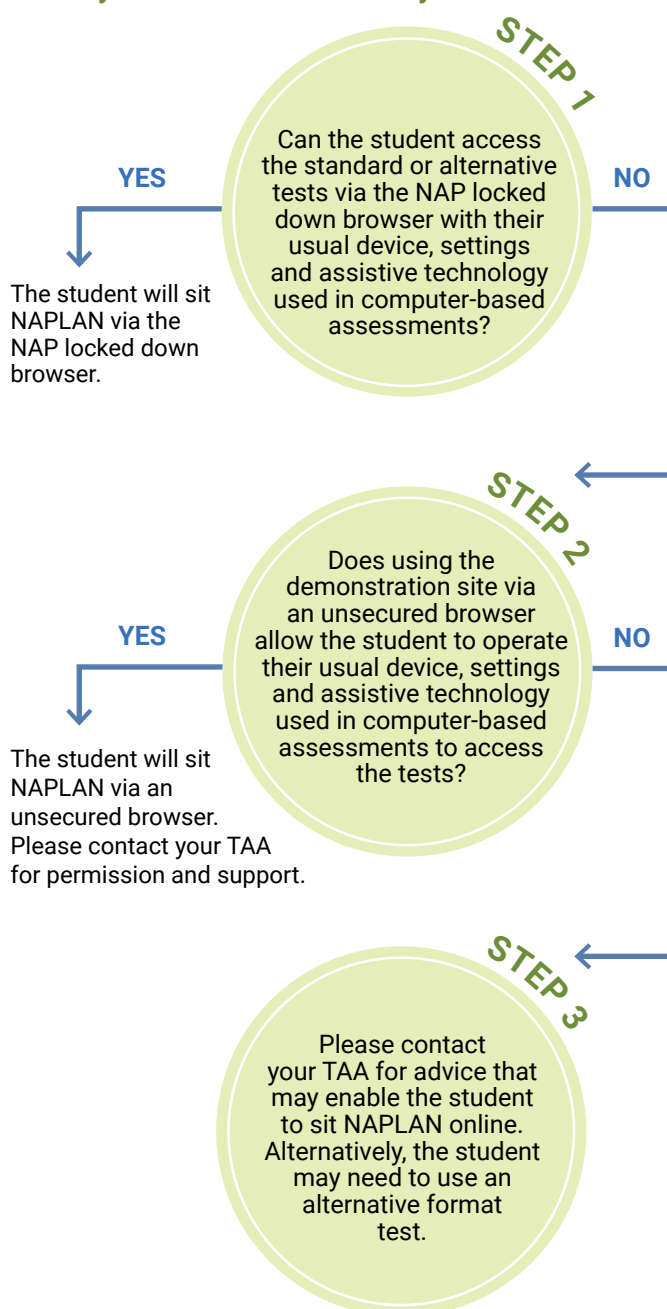 STEP 1
Can the student access
the standard or alternative
tests via the NAP locked
down browser with their
usual device, settings
and assistive technology
used in computer-based
assessments?
YES
NO
The student will sit
NAPLAN via the
NAP locked down
browser.
STEP 2
Does using the
demonstration site via
an unsecured browser
allow the student to operate
their usual device, settings
and assistive technology
used in computer-based
assessments to access
the tests?
YES
NO
The student will sit
NAPLAN via an
unsecured browser.
Please contact your TAA
for permission and support.
STEP 3
Please contact
your TAA for advice that
may enable the student
to sit NAPLAN online.
Alternatively, the student
may need to use an
alternative format
test.